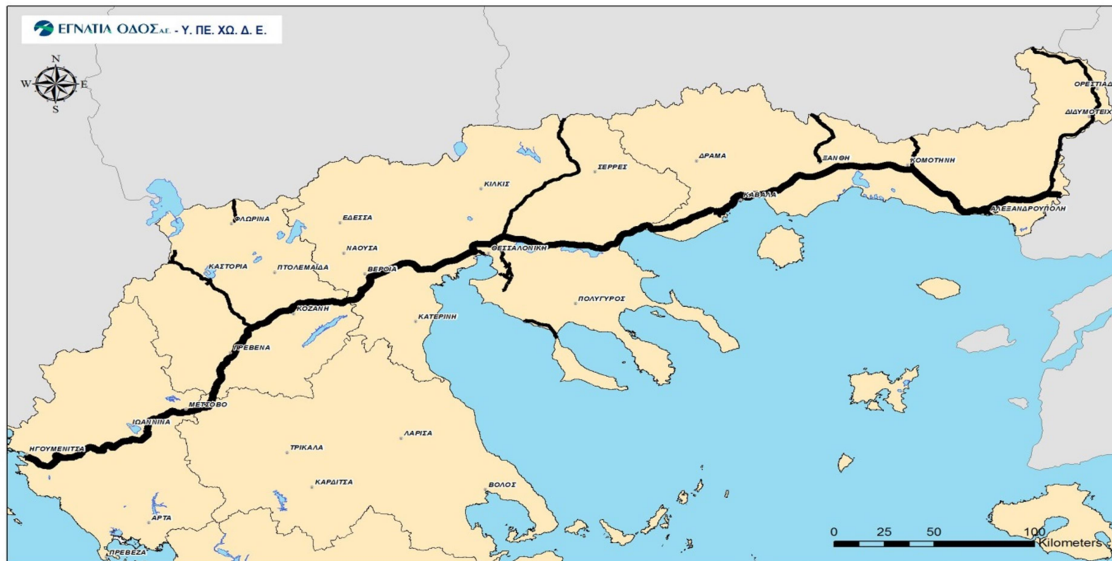 ΕΓΝΑΤΙΑ ΟΔΟΣ Α.Ε. - Υ. ΠΕ. ΧΩ. Δ. Ε.
N
W E
S
ΟΡΕΣΤΙΑΔ
ΔΙΔΥΜΟΤΕΙΧ
ΔΡΑΜΑ
ΞΑΝΘΗ
ΚΟΜΟΤΗΝΗ
ΣΕΡΡΕΣ
ΚΙΛΚΙΣ
ΚΑΒΑΛΑ
ΑΛΕΞΑΝΔΡΟΥΠΟΛΗ
ΦΛΩΡΙΝΑ
ΕΔΕΣΣΑ
ΝΑΟΥΣΑ
ΘΕΣΣΑΛΟΝΙΚΗ
ΚΑΣΤΟΡΙΑ
ΠΤΟΛΕΜΑΪΔΑ
ΒΕΡΟΙΑ
ΠΟΛΥΓΥΡΟΣ
ΚΟΖΑΝΗ
ΚΑΤΕΡΙΝΗ
ΓΡΕΒΕΝΑ
ΜΕΤΣΟΒΟ
ΙΩΑΝΝΙΝΑ
ΗΓΟΥΜΕΝΙΤΣΑ
ΛΑΡΙΣΑ
ΤΡΙΚΑΛΑ
ΚΑΡΔΙΤΣΑ
ΒΟΛΟΣ
ΑΡΤΑ
ΠΡΕΒΕΖΑ
0 25 50 100
Kilometers